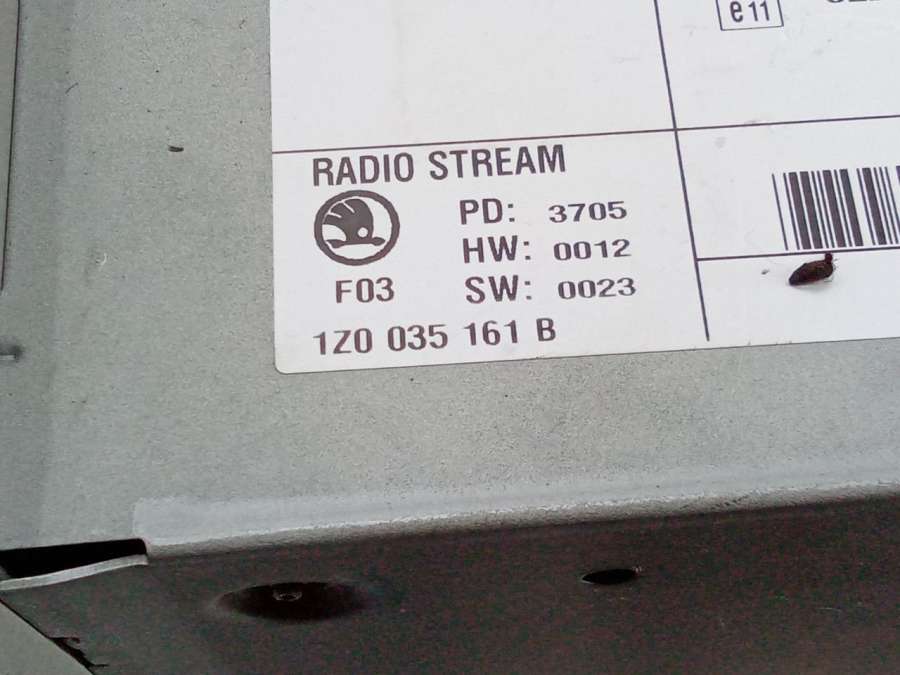 e11
RADIO STREAM
PD: 3705
HW: 0012
F03 SW: 0023
1Z0 035 161 B